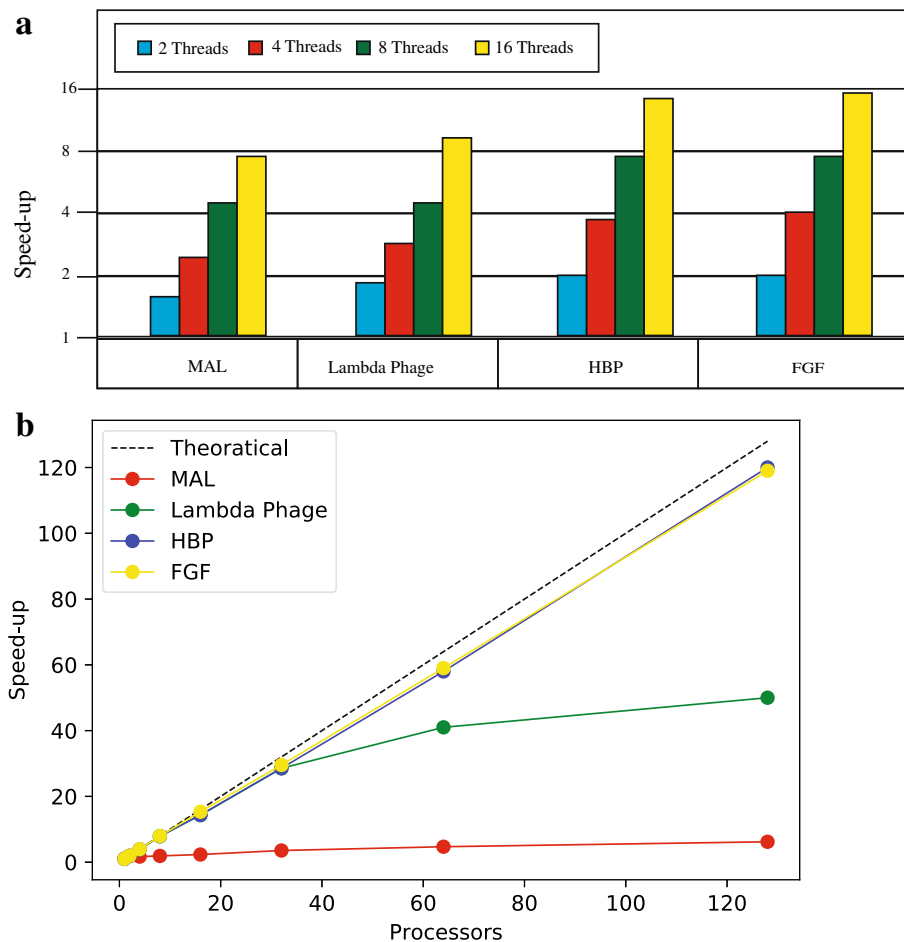 a
2 Threads 4 Threads 8 Threads 16 Threads
16
8
4
2
1
Speed-up
MAL Lambda Phage HBP FGF
b
Theoratical
MAL
Lambda Phage
HBP
FGF
120
100
80
60
40
20
0
Speed-up
0 20 40 60 80 100 120
Processors